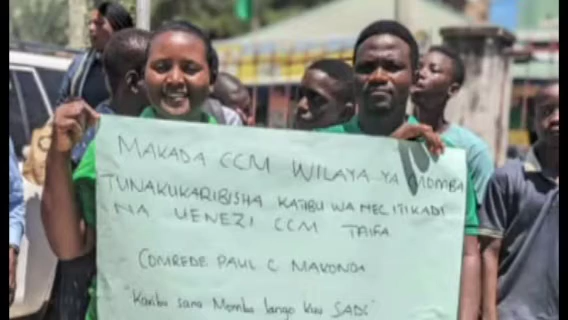 MAKADA CCM WILAYA YA MOMBA
TUNAKUKARIBISHA KATIBU WA NEC ITIKADI
NA UENEZI CCM TAIFA
COMREDE PAUL C MAKONDA
"Karibu sana Momba lango kuu SADC"